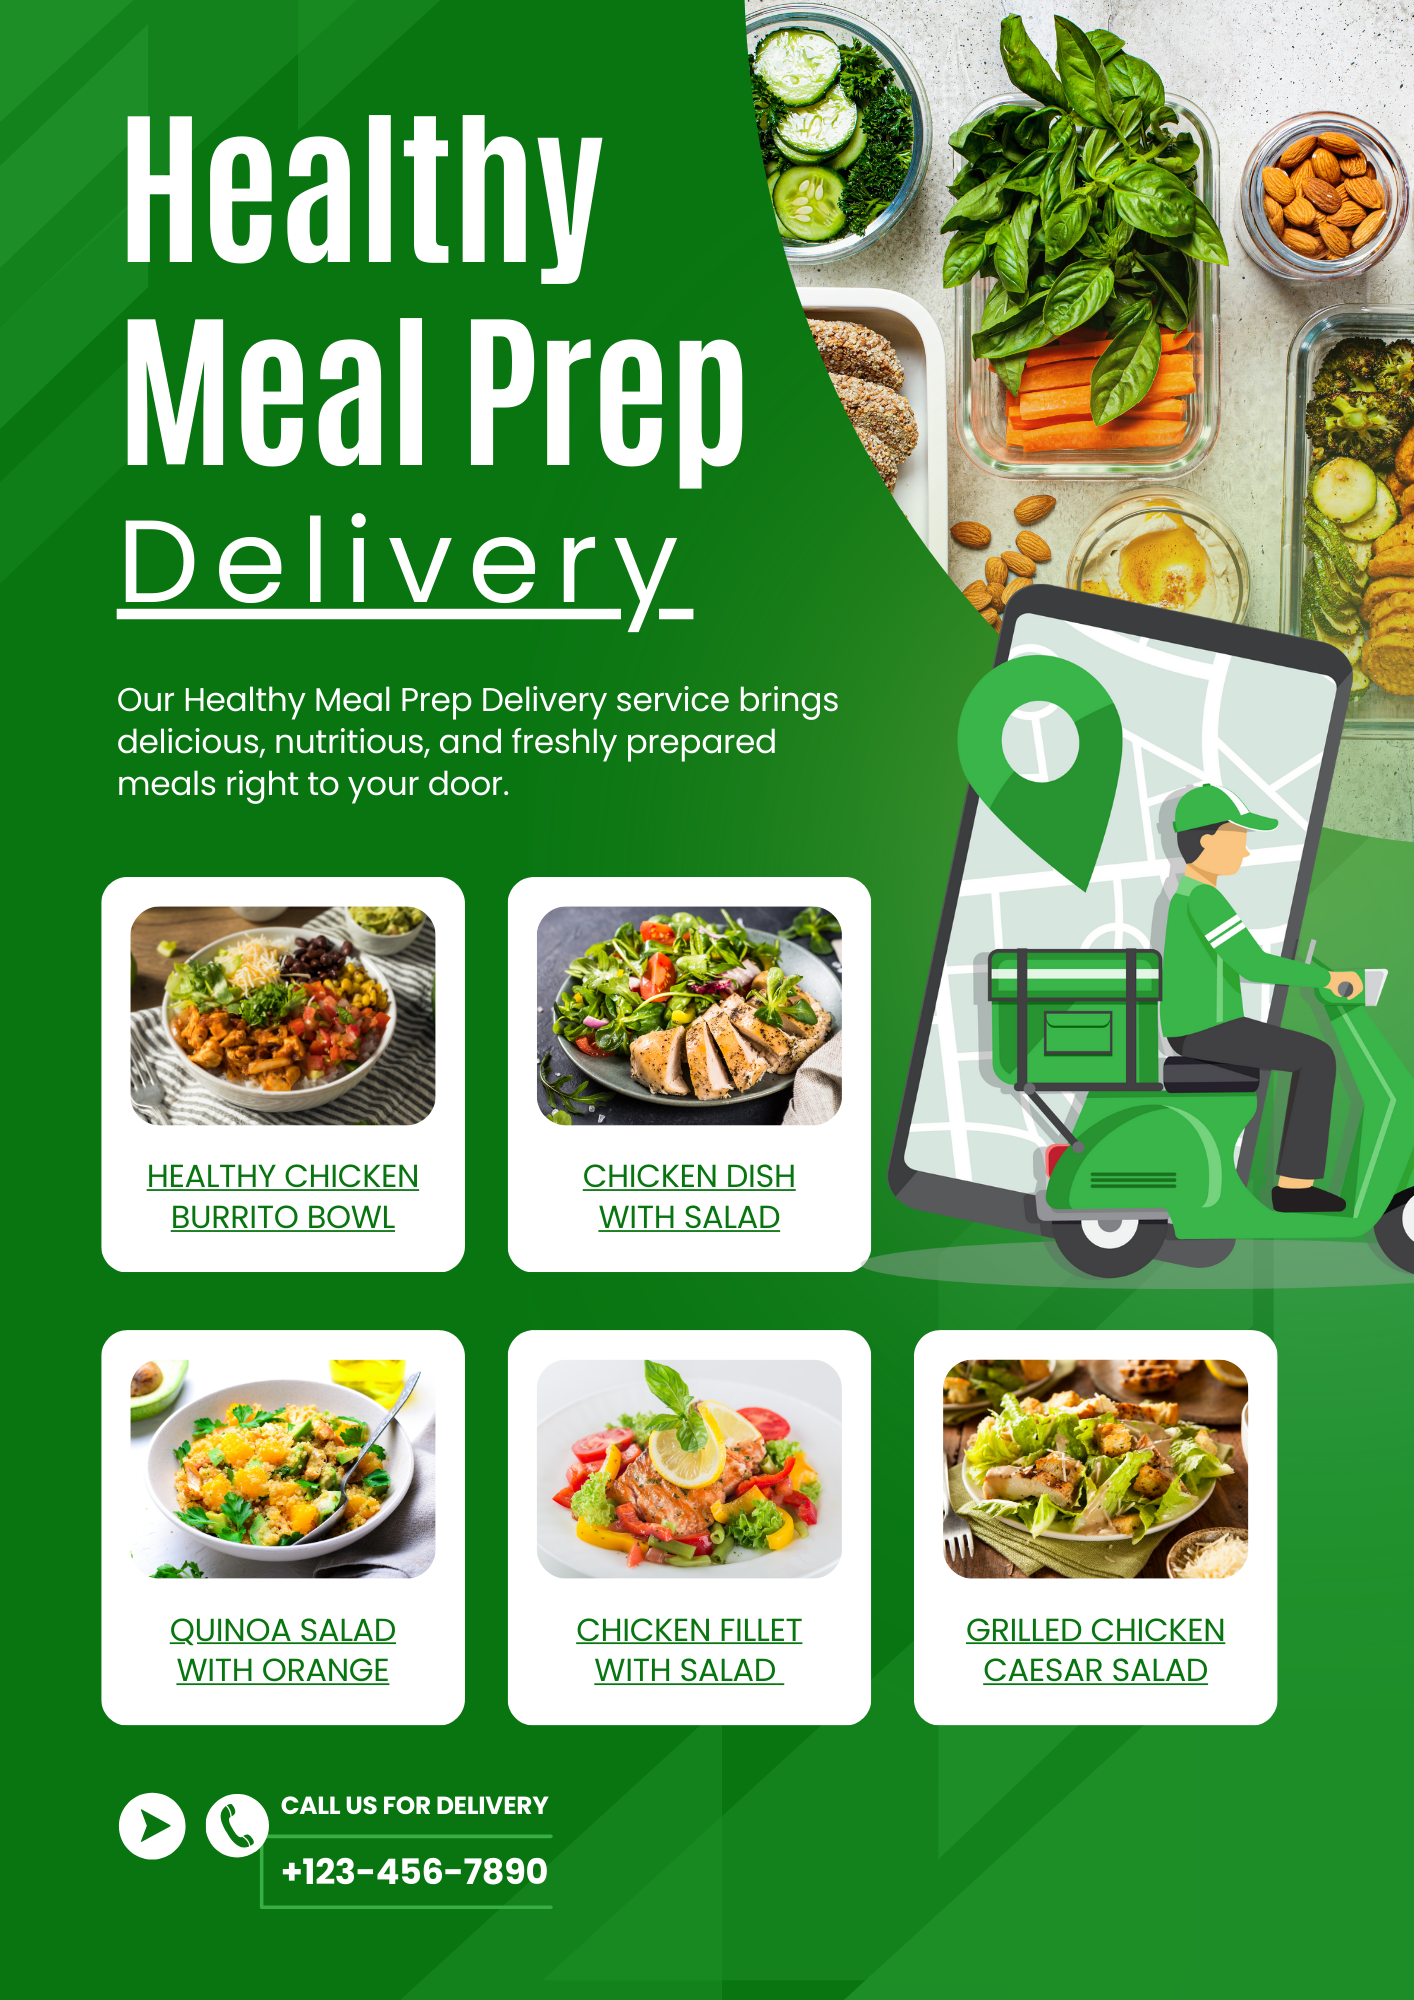 Healthy
Meal Prep
Delivery
Our Healthy Meal Prep Delivery service brings
delicious, nutritious, and freshly prepared
meals right to your door.
HEALTHY CHICKEN
BURRITO BOWL
CHICKEN DISH
WITH SALAD
QUINOA SALAD
WITH ORANGE
CHICKEN FILLET
WITH SALAD
GRILLED CHICKEN
CAESAR SALAD
CALL US FOR DELIVERY
+123-456-7890